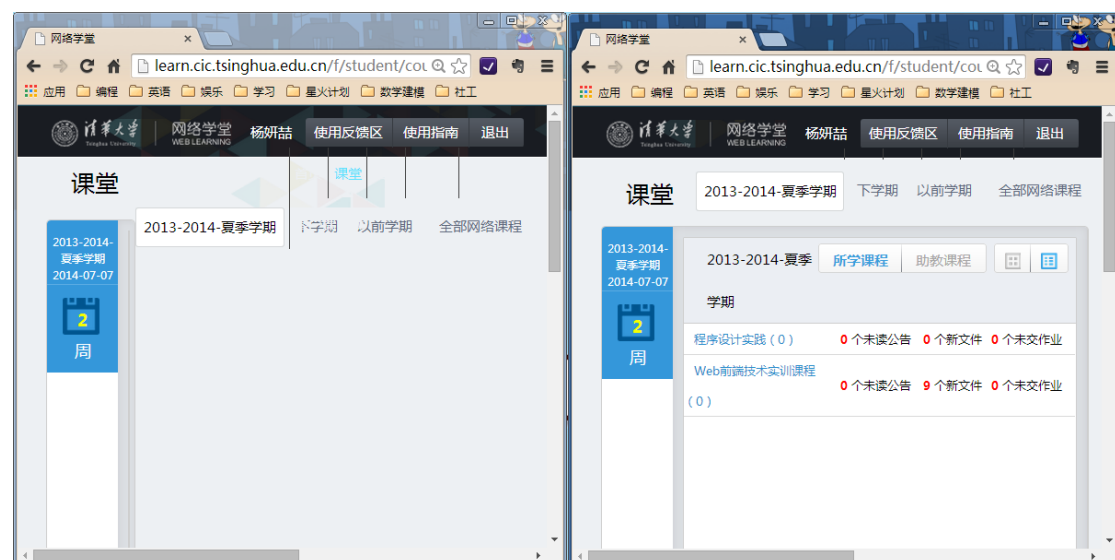 网络学堂
learn.cic.tsinghua.edu.cn/f/student/cou
应用 编程 英语 娱乐 学习 星火计划 数学建模 社工
清華大学 Tsinghua University 网络学堂 WEB LEARNING 杨妍喆 使用反馈区 使用指南 退出
课堂
课堂
2013-2014-夏季学期 下学期 以前学期 全部网络课程
2013-2014-
夏季学期
2014-07-07
2
周
网络学堂
learn.cic.tsinghua.edu.cn/f/student/cou
应用 编程 英语 娱乐 学习 星火计划 数学建模 社工
清華大学 Tsinghua University 网络学堂 WEB LEARNING 杨妍喆 使用反馈区 使用指南 退出
课堂 2013-2014-夏季学期 下学期 以前学期 全部网络课程
2013-2014-
夏季学期
2014-07-07
2
周
2013-2014-夏季 所学课程 助教课程
学期
程序设计实践(0) 0 个未读公告 0 个新文件 0 个未交作业
Web前端技术实训课程
(0) 0 个未读公告 9 个新文件 0 个未交作业